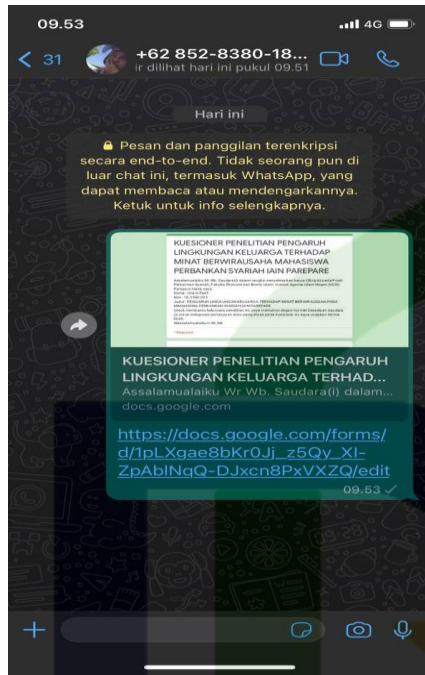 09.53
4G
31
+62 852-8380-18...
ir dilihat hari ini pukul 09.51
Hari ini
Pesan dan panggilan terenkripsi
secara end-to-end. Tidak seorang pun di
luar chat ini, termasuk WhatsApp, yang
dapat membaca atau mendengarkannya.
Ketuk untuk info selengkapnya.
KUESIONER PENELITIAN PENGARUH
LINGKUNGAN KELUARGA TERHADAP
MINAT BERWIRAUSAHA MAHASISWA
PERBANKAN SYARIAH IAIN PAREPARE
KUESIONER PENELITIAN PENGARUH
LINGKUNGAN KELUARGA TERHAD...
Assalamualaiku Wr Wb. Saudara(i) dalam...
docs.google.com
https://docs.google.com/forms/
d/1pLXgae8bKr0Jj_z5Qy_XI-
ZpAblNqQ-DJxcn8PxVXZQ/edit
09.53